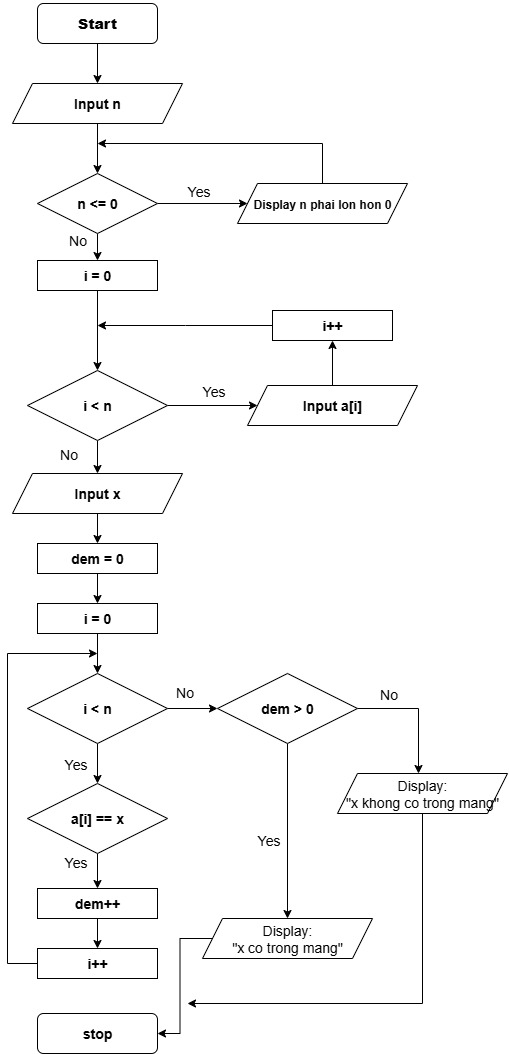 Start
Input n
n <= 0
Yes
Display n phai lon hon 0
No
i = 0
i++
i < n
Yes
Input a[i]
No
Input x
dem = 0
i = 0
i < n
No
dem > 0
No
Yes
Display:
"x khong co trong mang"
a[i] == x
Yes
Yes
dem++
Display:
"x co trong mang"
i++
stop